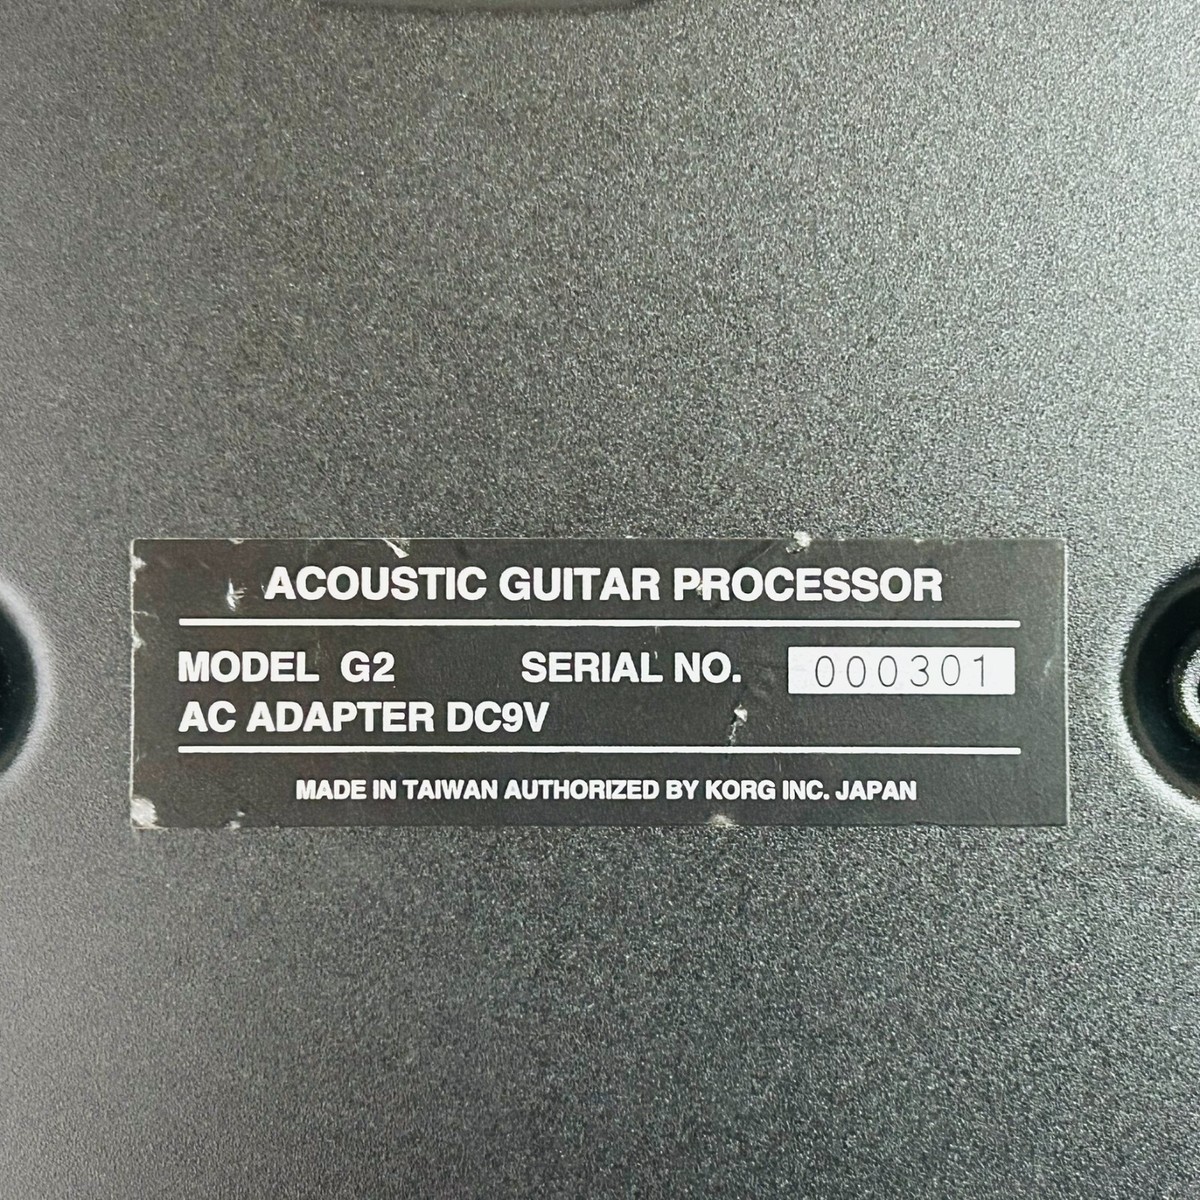 ACOUSTIC GUITAR PROCESSOR
MODEL G2 SERIAL NO. 000301
AC ADAPTER DC9V
MADE IN TAIWAN AUTHORIZED BY KORG INC. JAPAN